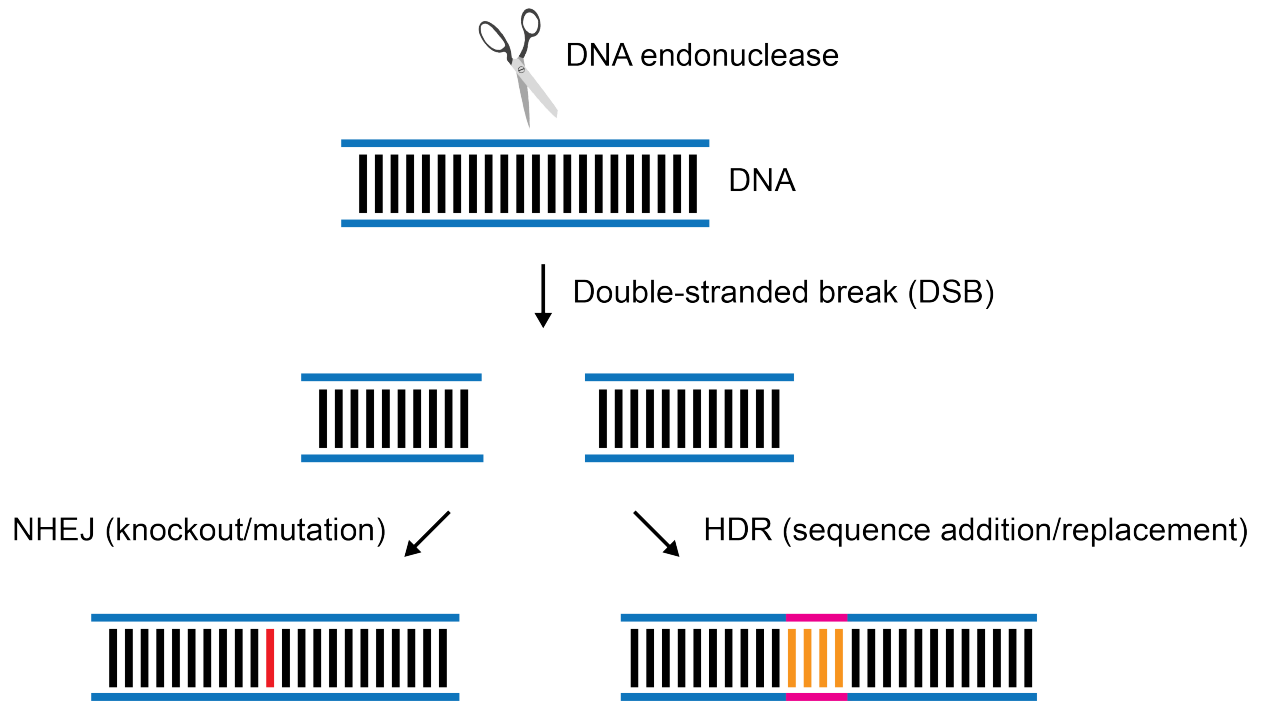 DNA endonuclease
DNA
Double-stranded break (DSB)
NHEJ (knockout/mutation)
HDR (sequence addition/replacement)